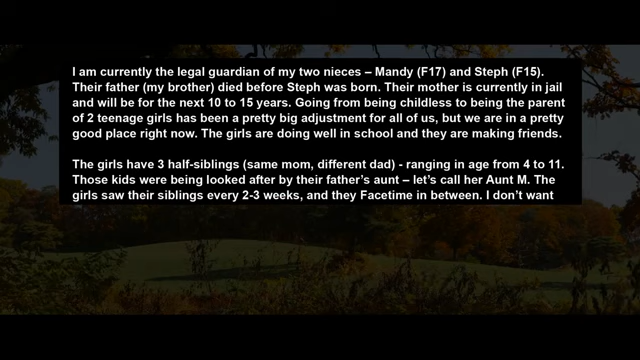 I am currently the legal guardian of my two nieces – Mandy (F17) and Steph (F15).
Their father (my brother) died before Steph was born. Their mother is currently in jail
and will be for the next 10 to 15 years. Going from being childless to being the parent
of 2 teenage girls has been a pretty big adjustment for all of us, but we are in a pretty
good place right now. The girls are doing well in school and they are making friends.
The girls have 3 half-siblings (same mom, different dad) - ranging in age from 4 to 11.
Those kids were being looked after by their father’s aunt – let’s call her Aunt M. The
girls saw their siblings every 2-3 weeks, and they Facetime in between. I don’t want